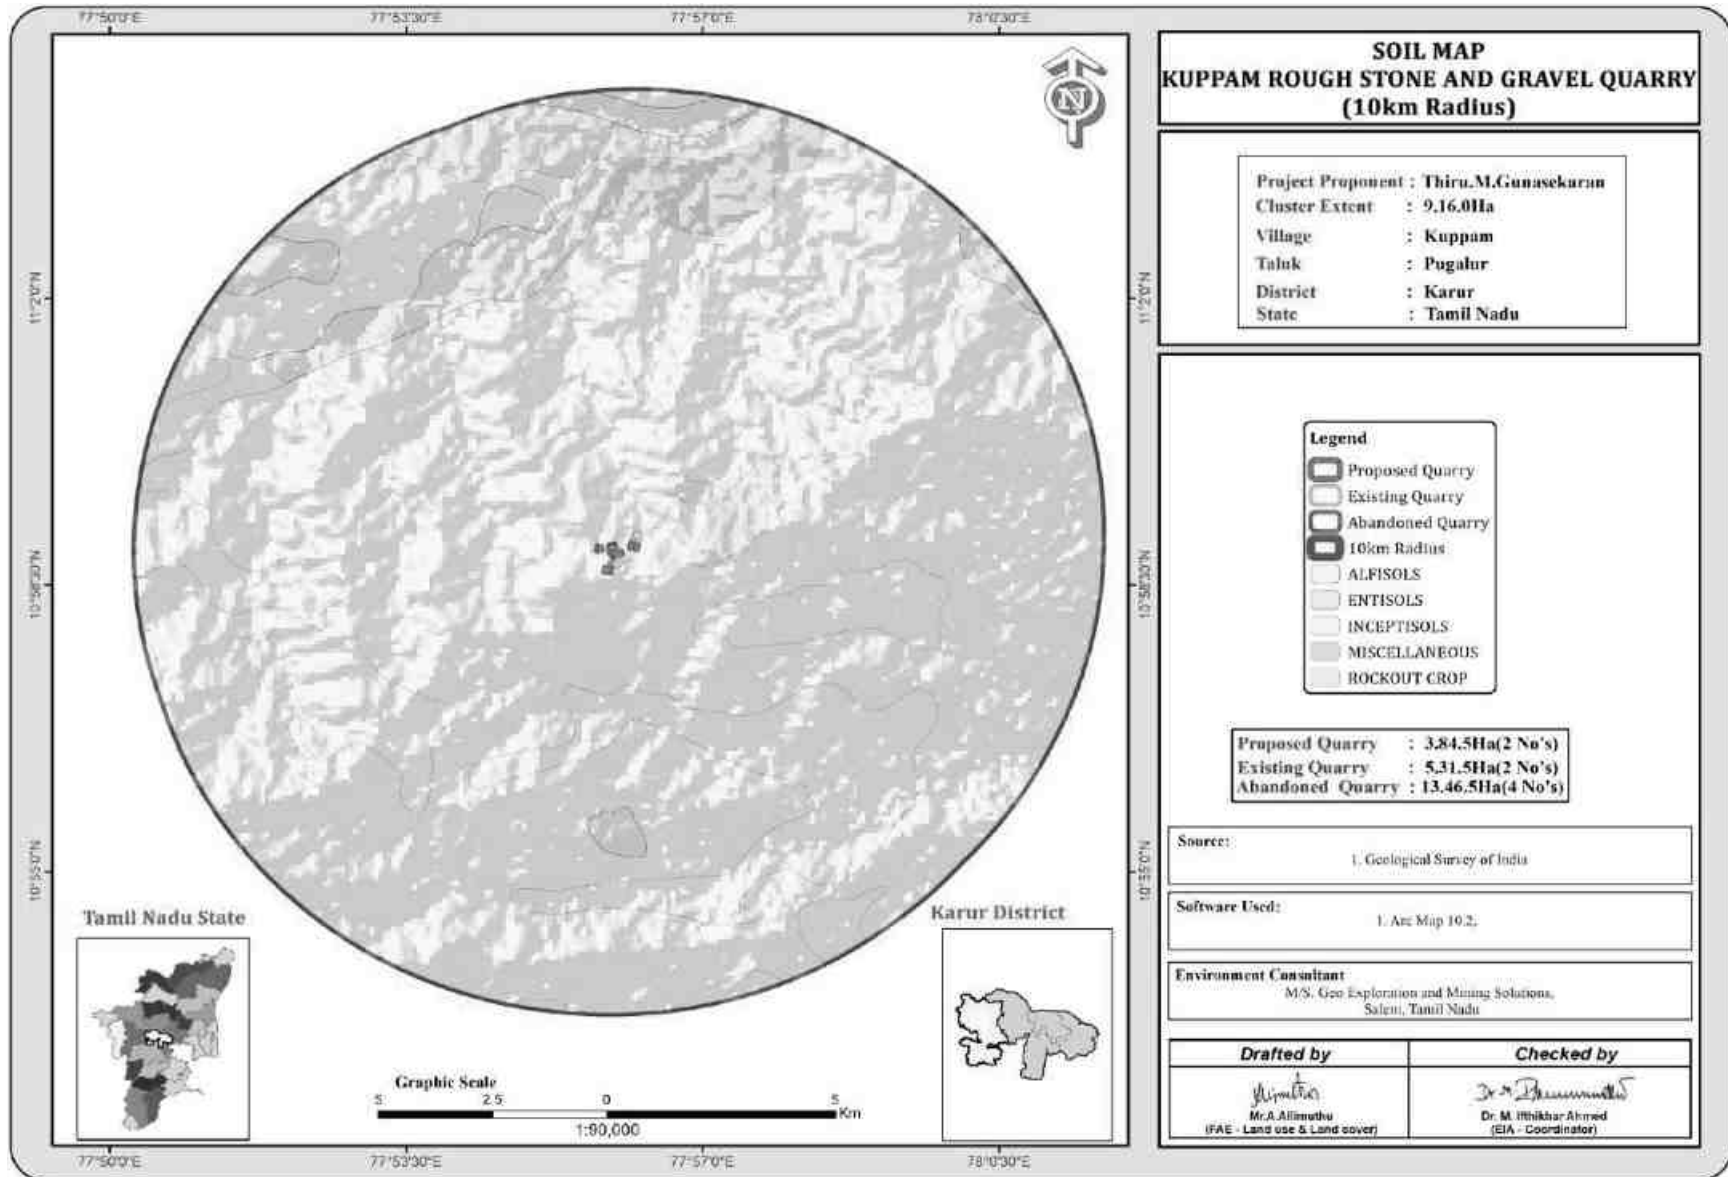 77°50'0"E 77°53'30"E 77°57'0"E 78°0'30"E
SOIL MAP
KUPPAM ROUGH STONE AND GRAVEL QUARRY
(10km Radius)
N
Project Proponent : Thiru.M.Gunasekaran
Cluster Extent : 9.16.0Ha
Village : Kuppam
Taluk : Pugalur
District : Karur
State : Tamil Nadu
11°2'0"N 11°2'0"N
Legend
Proposed Quarry
Existing Quarry
Abandoned Quarry
10km Radius
ALFISOLS
ENTISOLS
INCEPTISOLS
MISCELLANEOUS
ROCKOUT CROP
10°58'30"N 10°58'30"N
Proposed Quarry : 3.84.5Ha(2 No's)
Existing Quarry : 5.31.5Ha(2 No's)
Abandoned Quarry : 13.46.5Ha(4 No's)
10°55'0"N 10°55'0"N
Source:
1. Geological Survey of India
Software Used:
1. Arc Map 10.2,
Environment Consultant
M/S. Geo Exploration and Mining Solutions,
Salem, Tamil Nadu
Tamil Nadu State
Karur District
Graphic Scale
5 2.5 0 5
Km
1:90,000
Drafted by Checked by
Mr.A.Allimuthu Dr. M. Ifthikhar Ahmed
(FAE - Land use & Land cover) (EIA - Coordinator)
77°50'0"E 77°53'30"E 77°57'0"E 78°0'30"E